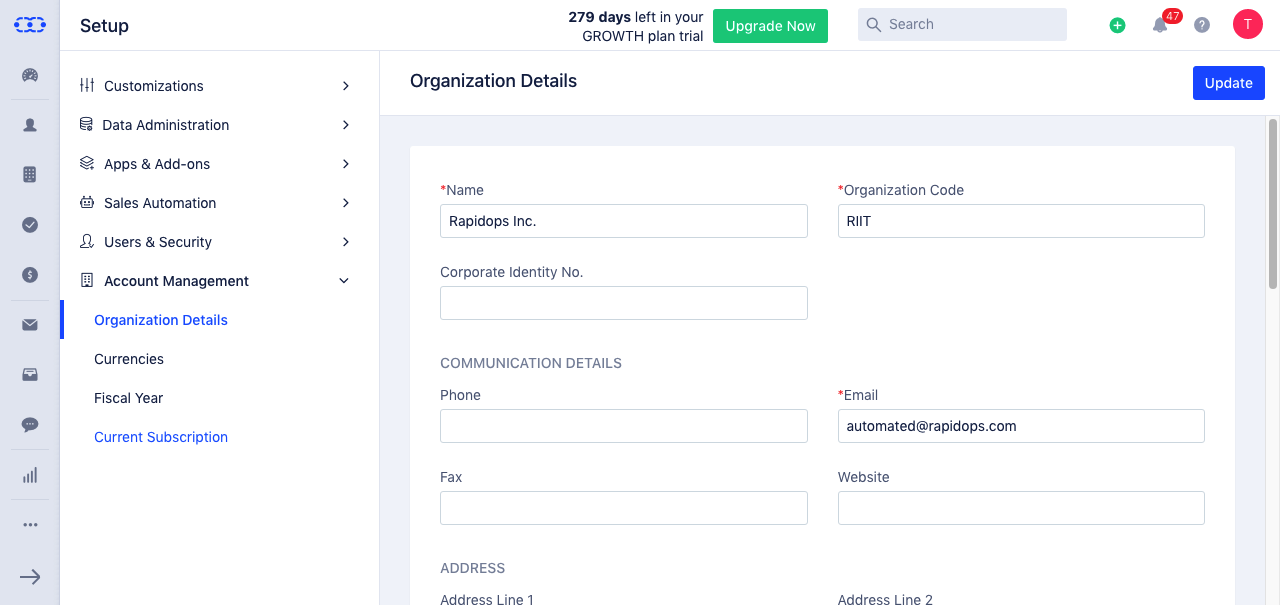 Setup
279 days left in your
GROWTH plan trial
Upgrade Now
Search
47
T
Customizations
Data Administration
Apps & Add-ons
Sales Automation
Users & Security
Account Management
Organization Details
Currencies
Fiscal Year
Current Subscription
Organization Details
Update
*Name
*Organization Code
Rapidops Inc.
RIIT
Corporate Identity No.
COMMUNICATION DETAILS
Phone
*Email
automated@rapidops.com
Fax
Website
ADDRESS
Address Line 1
Address Line 2